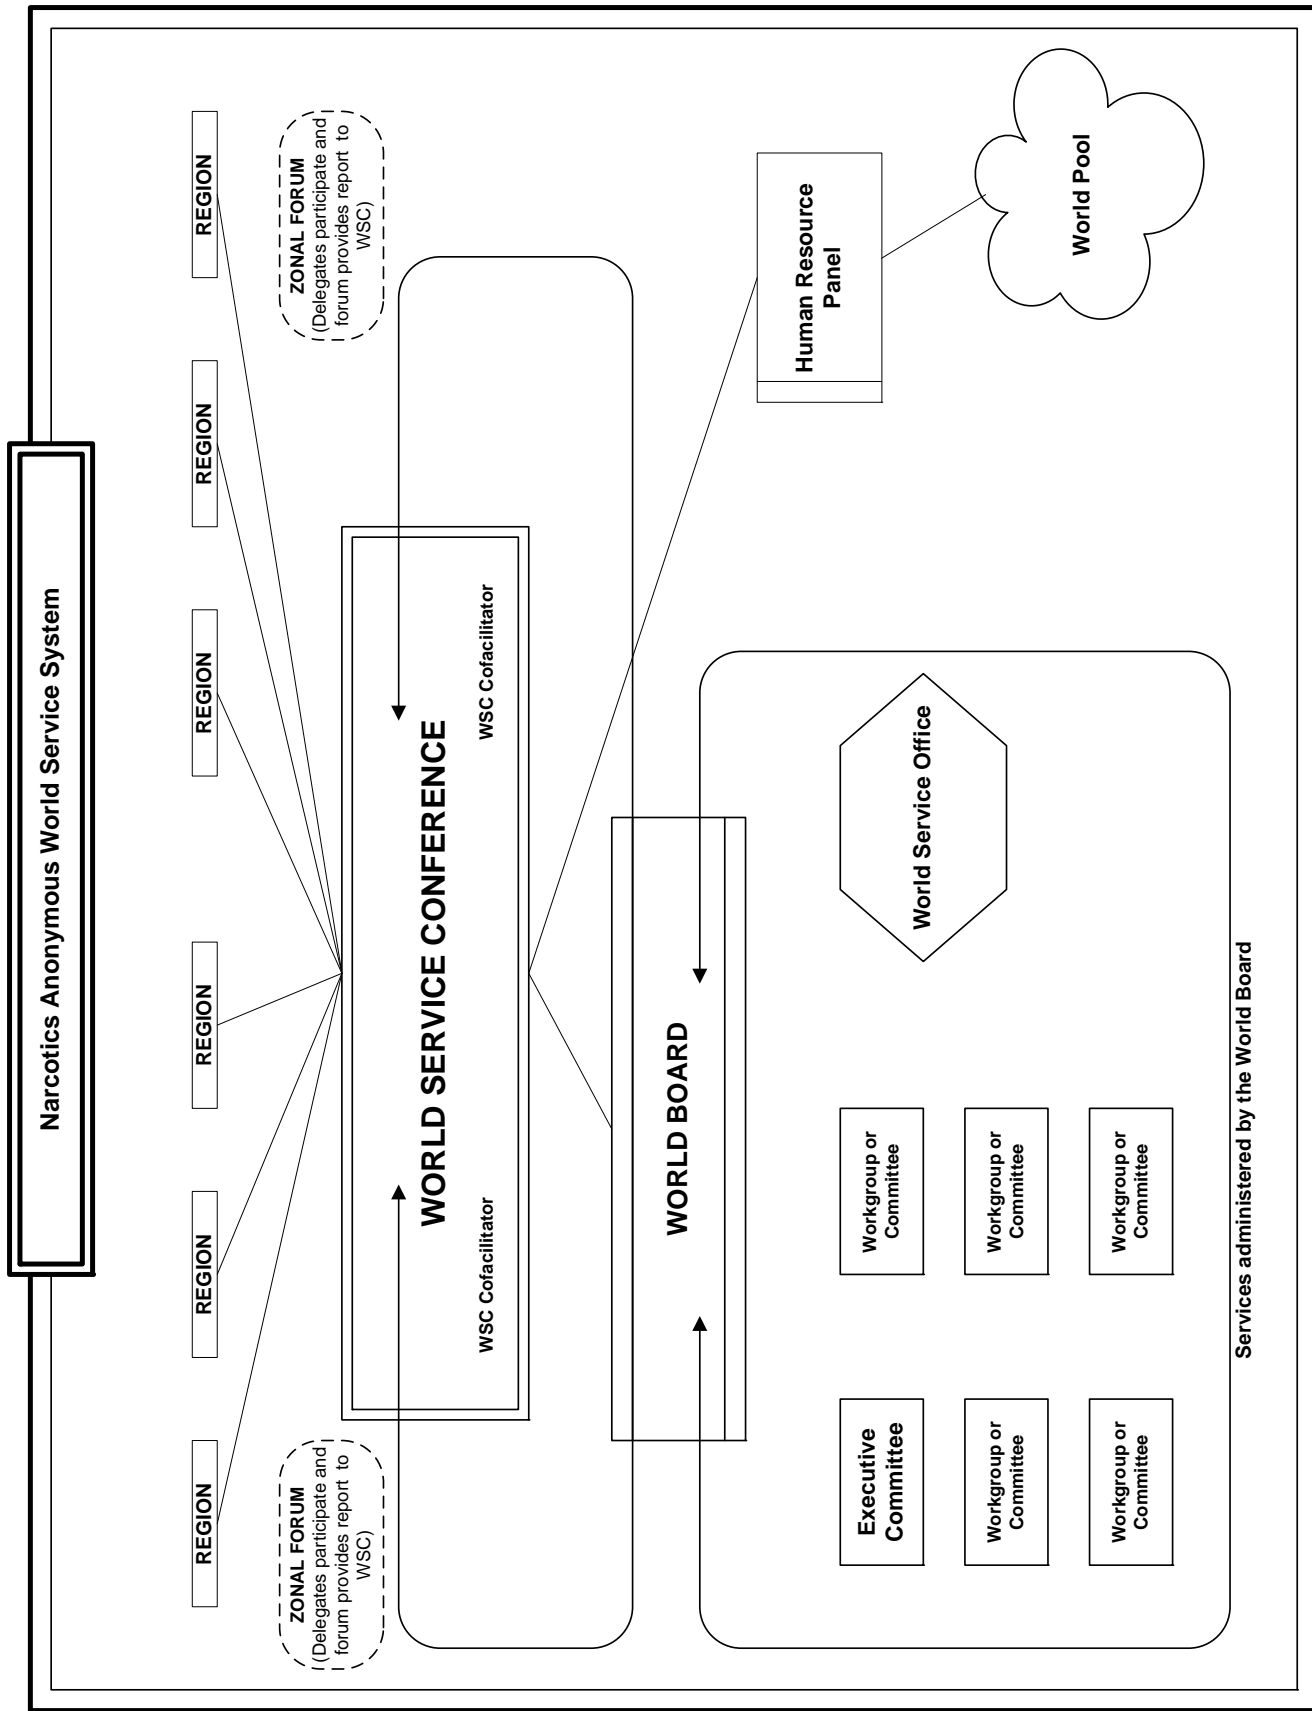 Narcotics Anonymous World Service System
REGION
REGION
REGION
REGION
REGION
REGION
ZONAL FORUM
(Delegates participate and
forum provides report to
WSC)
ZONAL FORUM
(Delegates participate and
forum provides report to
WSC)
WORLD SERVICE CONFERENCE
WSC Cofacilitator
WSC Cofacilitator
WORLD BOARD
Human Resource
Panel
World Pool
Executive
Committee
Workgroup or
Committee
World Service Office
Workgroup or
Committee
Workgroup or
Committee
Workgroup or
Committee
Workgroup or
Committee
Services administered by the World Board